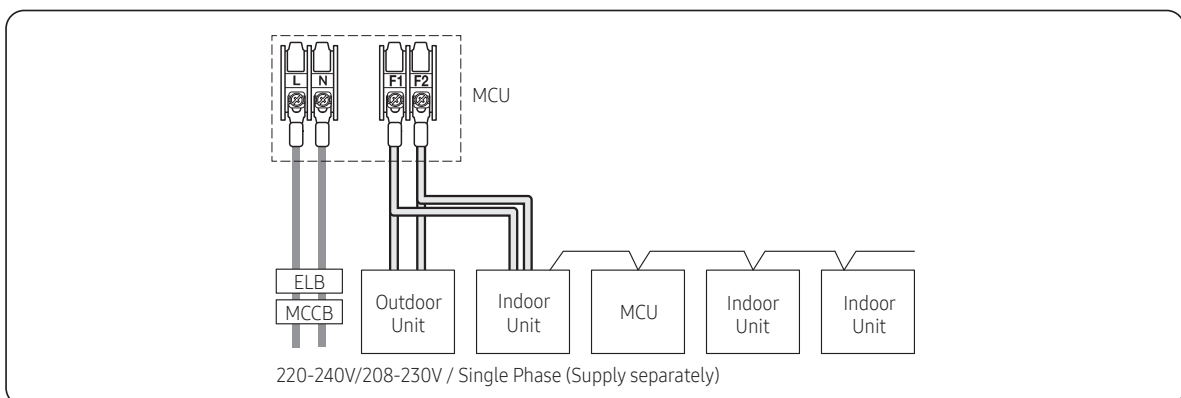 L N F1 F2
MCU
ELB
MCCB
Outdoor
Unit
Indoor
Unit
MCU
Indoor
Unit
Indoor
Unit
220-240V/208-230V / Single Phase (Supply separately)